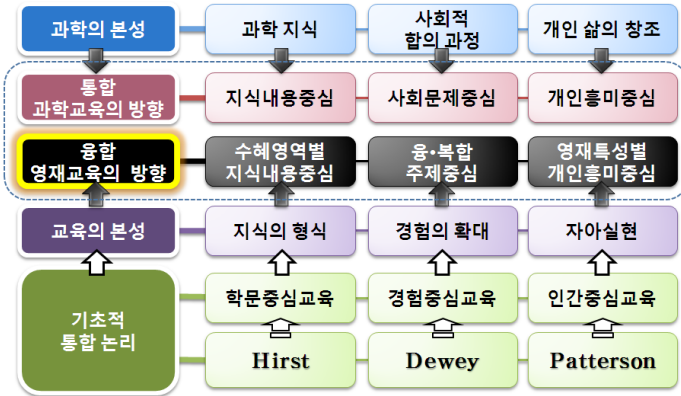 과학의 본성
과학 지식
사회적
합의 과정
개인 삶의 창조
통합
과학교육의 방향
지식내용중심
사회문제중심
개인흥미중심
융합
영재교육의 방향
수혜영역별
지식내용중심
융·복합
주제중심
영재특성별
개인흥미중심
교육의 본성
지식의 형식
경험의 확대
자아실현
기초적
통합 논리
학문중심교육
경험중심교육
인간중심교육
Hirst
Dewey
Patterson